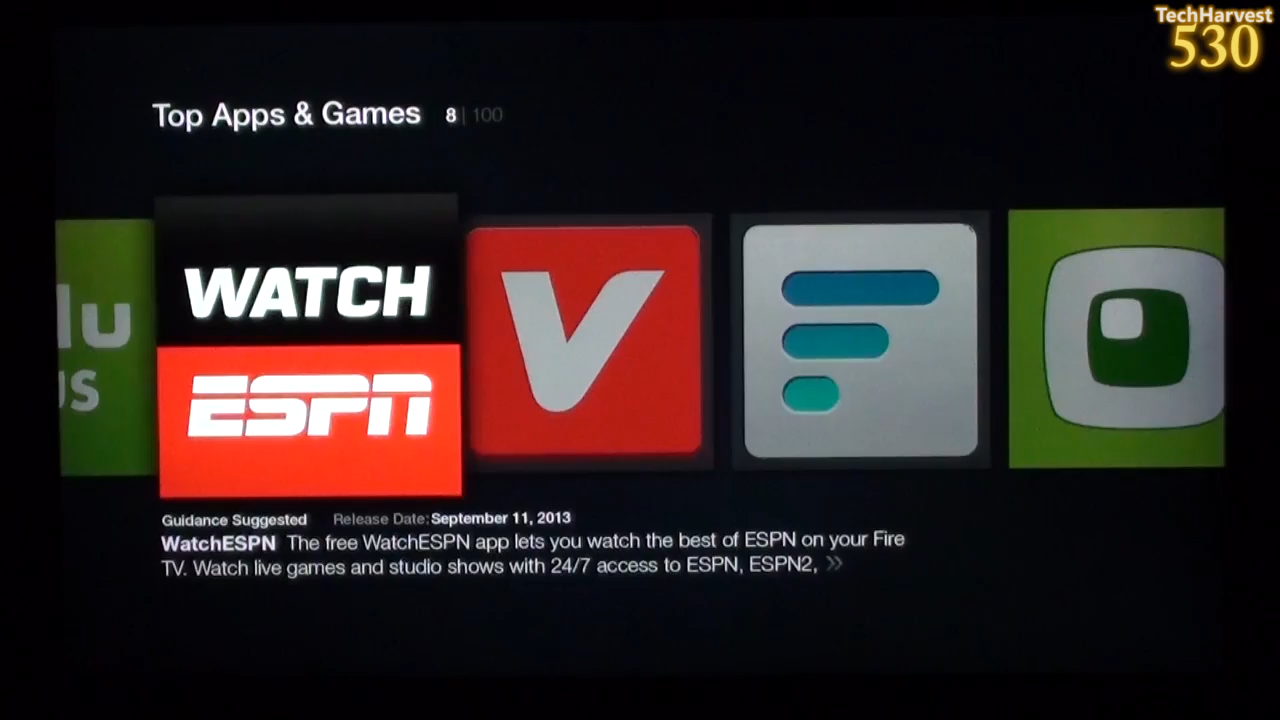 TechHarvest
530
Top Apps & Games 8 | 100
lu
us
WATCH
ESPN
V
Guidance Suggested Release Date: September 11, 2013
WatchESPN The free WatchESPN app lets you watch the best of ESPN on your Fire
TV. Watch live games and studio shows with 24/7 access to ESPN, ESPN2, »